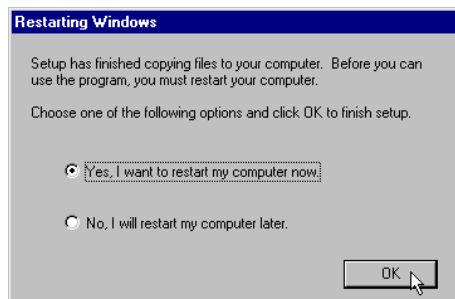 Restarting Windows
Setup has finished copying files to your computer.  Before you can
use the program, you must restart your computer.
Choose one of the following options and click OK to finish setup.
Yes, I want to restart my computer now.
No, I will restart my computer later.
OK